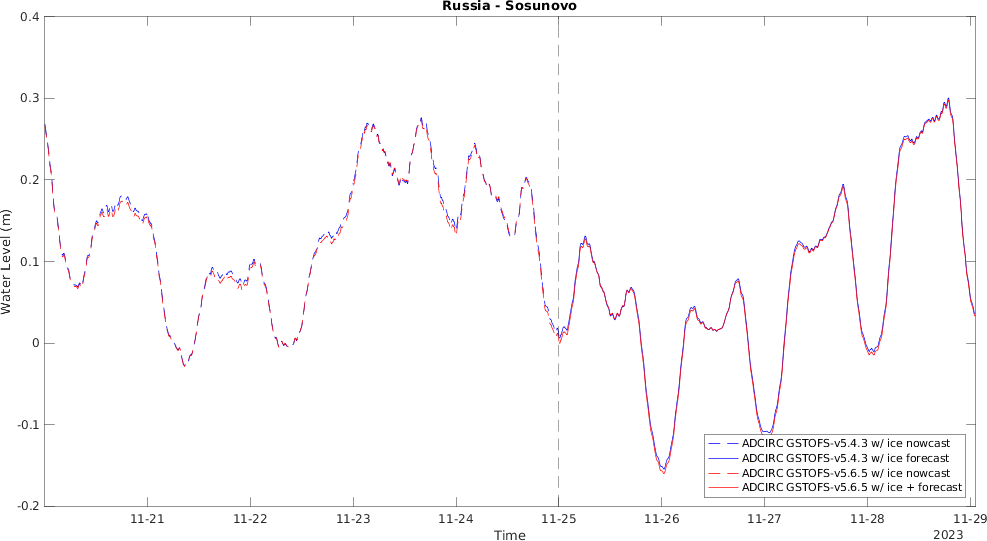 Russia - Sosunovo
0.4
0.3
0.2
0.1
0
-0.1
-0.2
Water Level (m)
ADCIRC GSTOFS-v5.4.3 w/ ice nowcast
ADCIRC GSTOFS-v5.4.3 w/ ice forecast
ADCIRC GSTOFS-v5.6.5 w/ ice nowcast
ADCIRC GSTOFS-v5.6.5 w/ ice + forecast
11-21 11-22 11-23 11-24 11-25 11-26 11-27 11-28 11-29
Time
2023